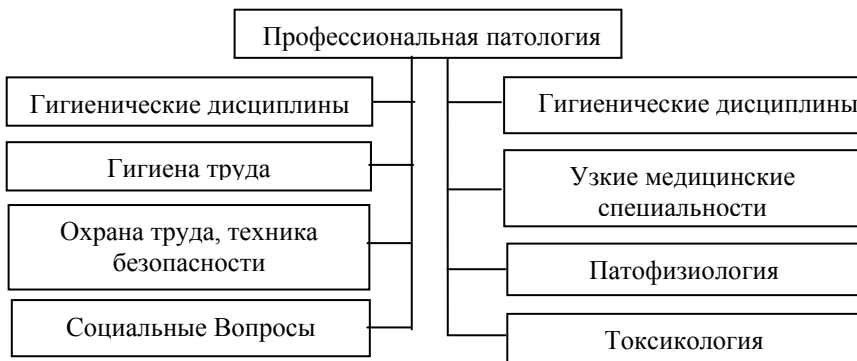 Профессиональная патология
Гигиенические дисциплины
Гигиена труда
Охрана труда, техника
безопасности
Социальные Вопросы
Гигиенические дисциплины
Узкие медицинские
специальности
Патофизиология
Токсикология